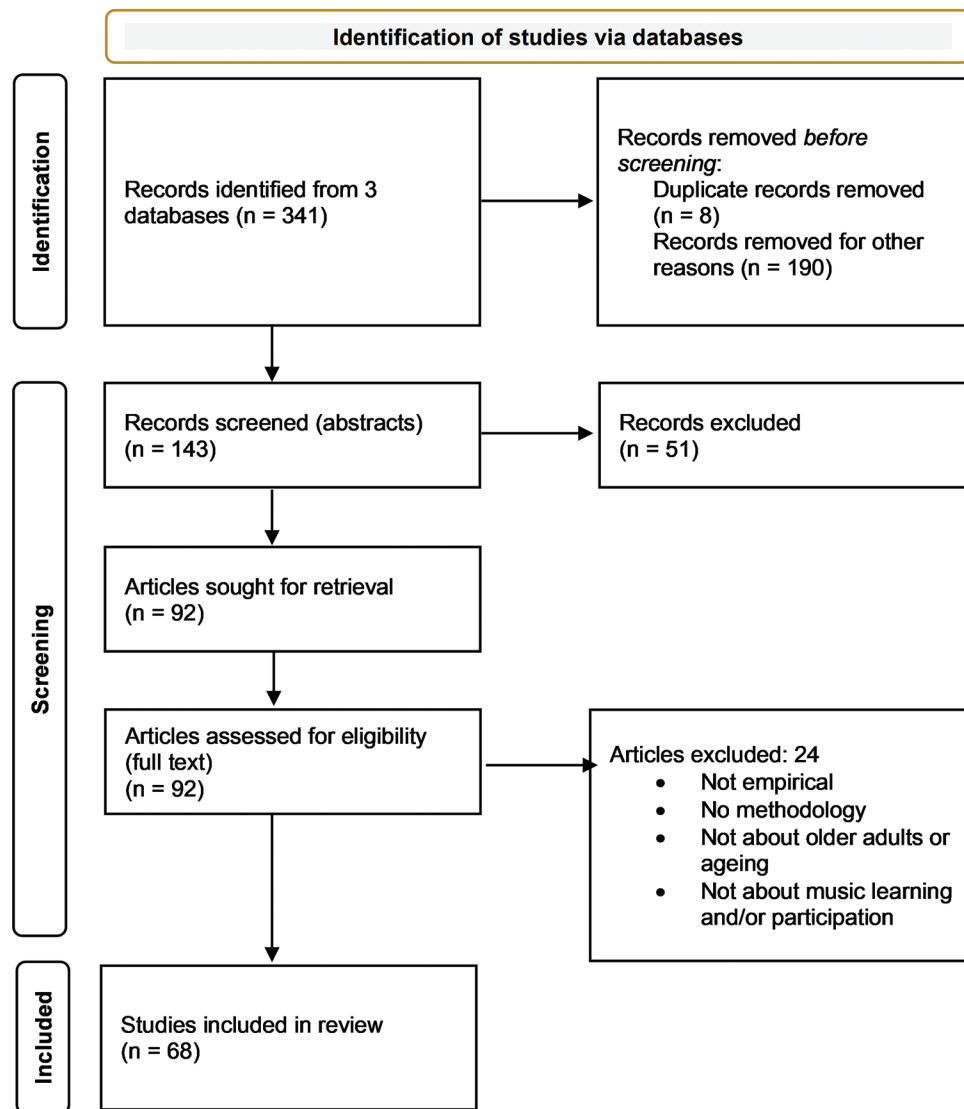 Identification of studies via databases
Identification
Records identified from 3
databases (n = 341)
Records removed before
screening:
Duplicate records removed
(n = 8)
Records removed for other
reasons (n = 190)
Screening
Records screened (abstracts)
(n = 143)
Records excluded
(n = 51)
Articles sought for retrieval
(n = 92)
Articles assessed for eligibility
(full text)
(n = 92)
Articles excluded: 24
• Not empirical
• No methodology
• Not about older adults or
ageing
• Not about music learning
and/or participation
Included
Studies included in review
(n = 68)